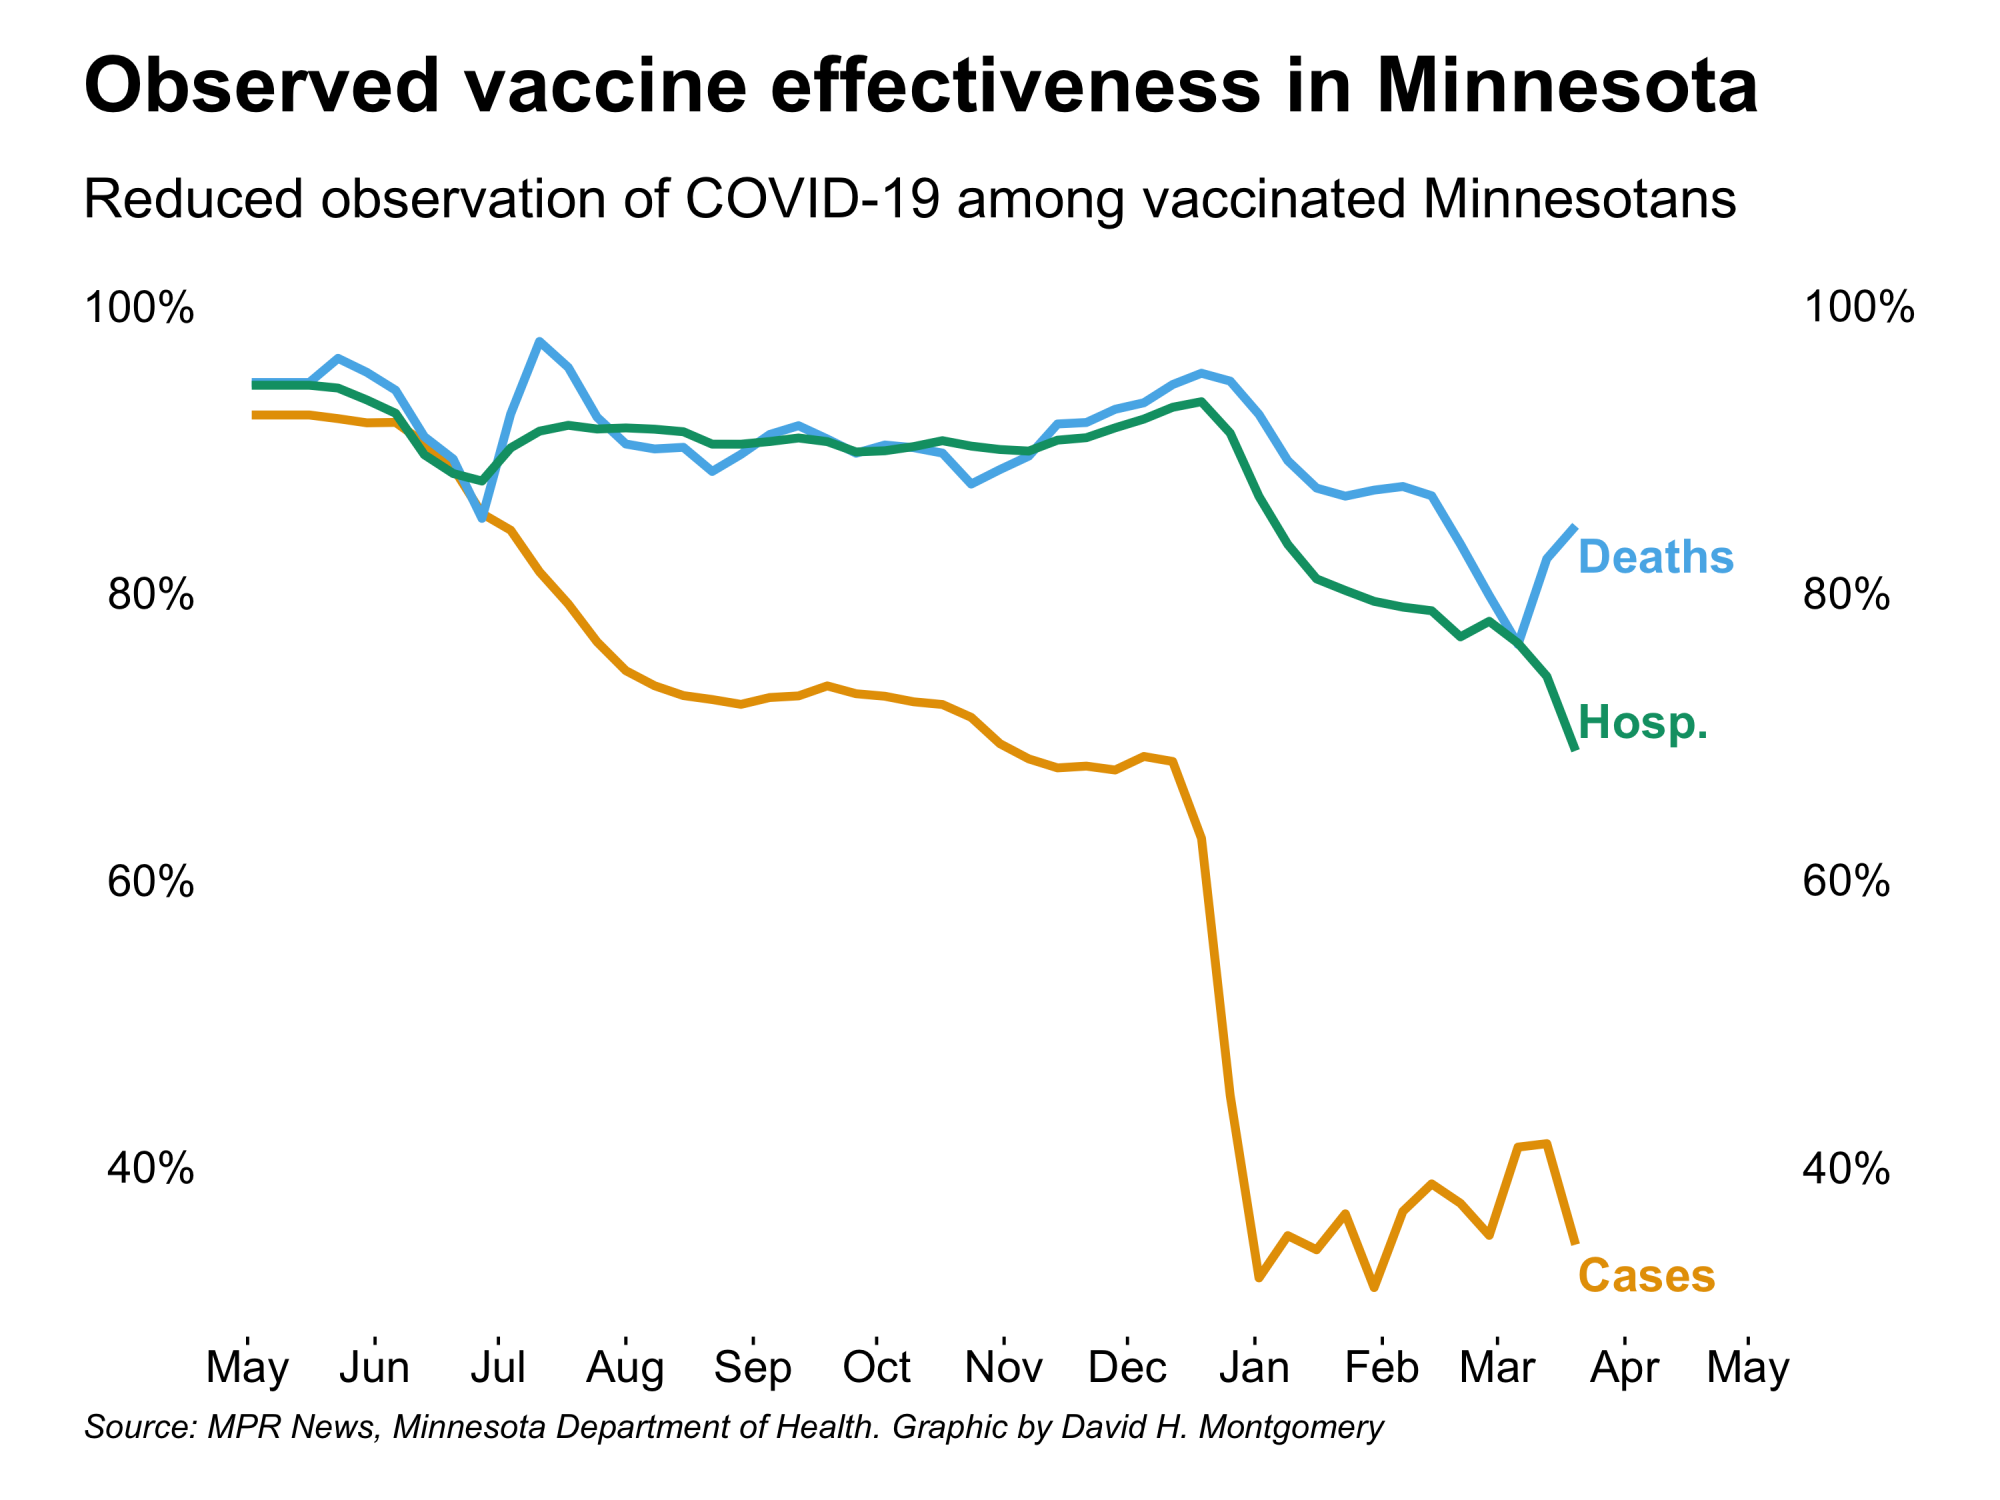 Observed vaccine effectiveness in Minnesota
Reduced observation of COVID-19 among vaccinated Minnesotans
100% 100%
Deaths
80% 80%
Hosp.
60% 60%
40% 40%
Cases
May Jun Jul Aug Sep Oct Nov Dec Jan Feb Mar Apr May
Source: MPR News, Minnesota Department of Health. Graphic by David H. Montgomery